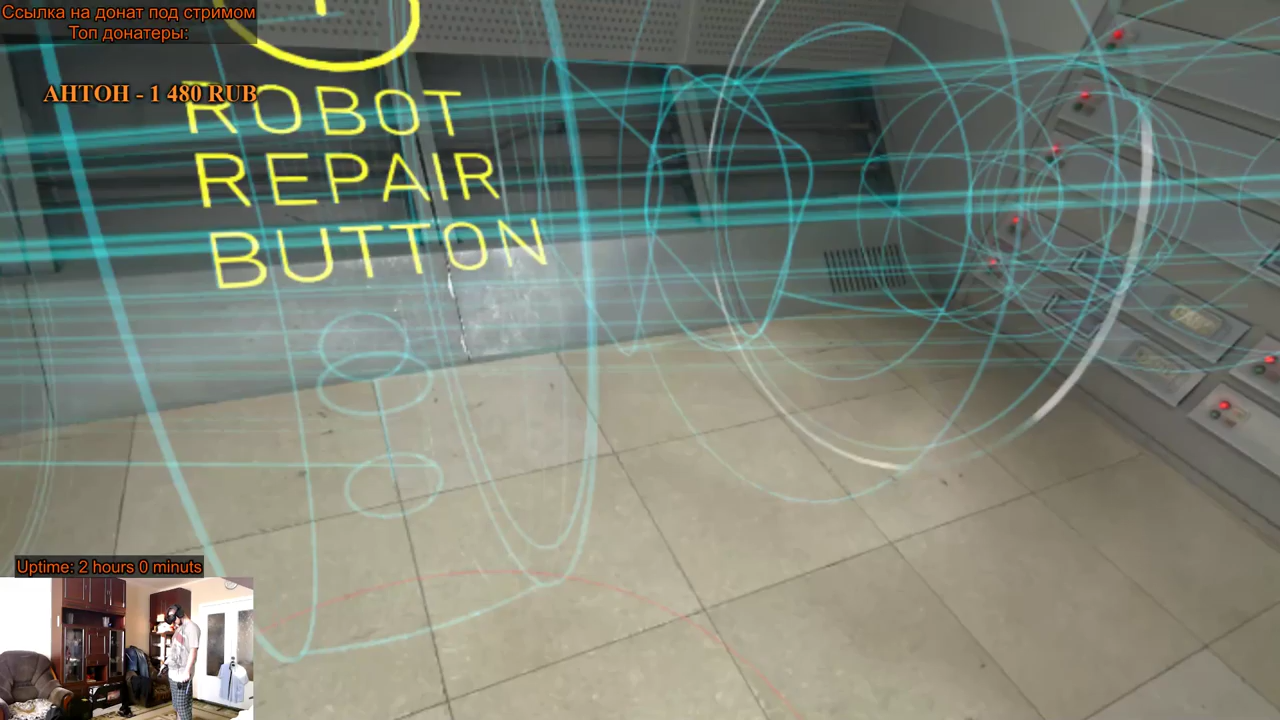 Ссылка на донат под стримом
Топ донатеры:
АНТОН - 1 480 RUB
ROBOT
REPAIR
BUTTON
Uptime: 2 hours 0 minuts